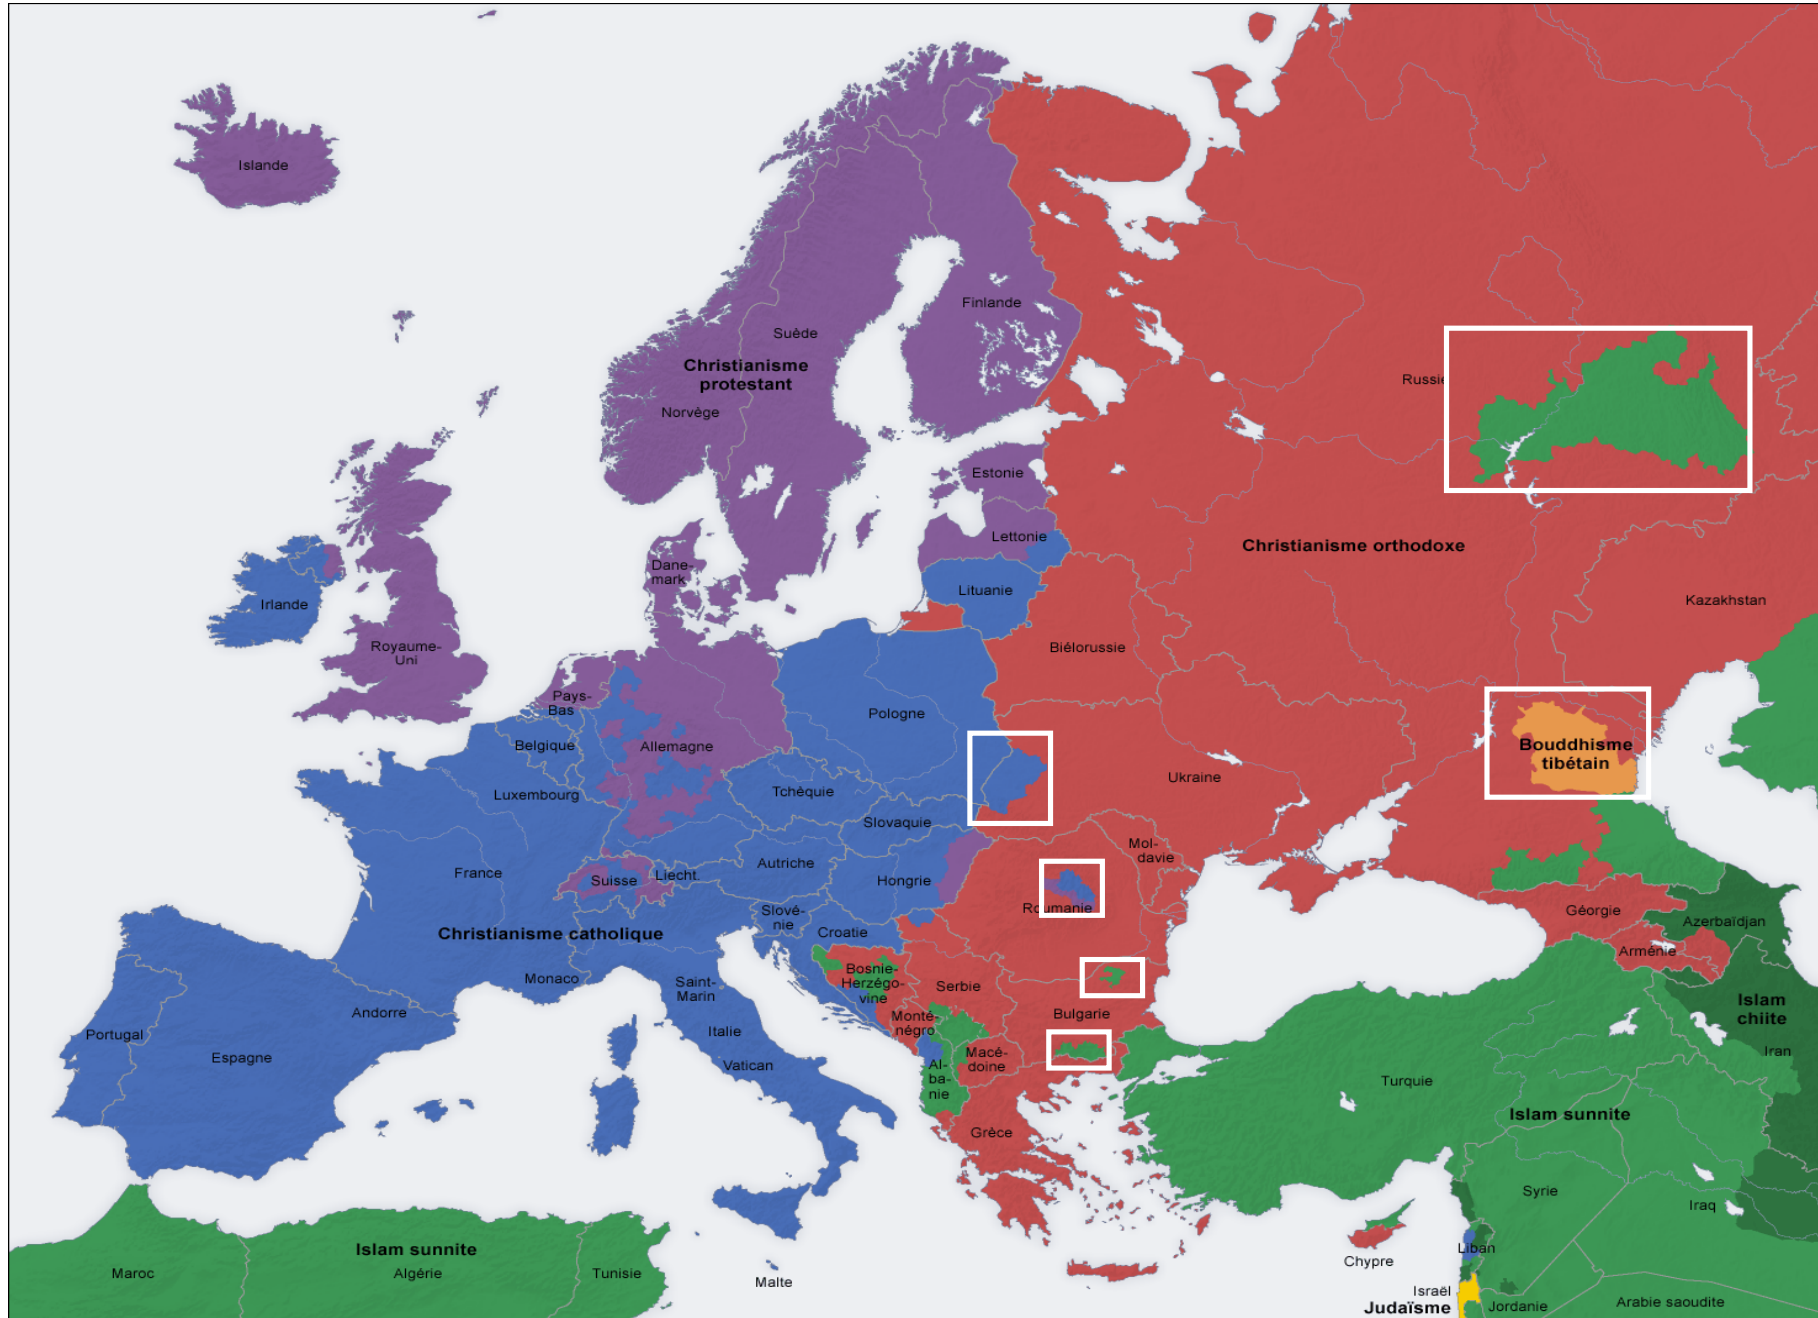 Islande
Finlande
Suède
Christianisme
protestant
Norvège
Russie
Estonie
Lettonie
Christianisme orthodoxe
Dane-
mark
Lituanie
Irlande
Kazakhstan
Royaume-
Uni
Biélorussie
Pays-
Bas
Pologne
Belgique
Allemagne
Bouddhisme
tibétain
Ukraine
Luxembourg
Tchèquie
Slovaquie
Mol-
davie
Autriche
France
Suisse
Liecht.
Hongrie
Roumanie
Slové-
nie
Géorgie
Azerbaïdjan
Christianisme catholique
Croatie
Arménie
Bosnie-
Herzégo-
vine
Monaco
Saint-
Marin
Serbie
Islam
chiite
Andorre
Bulgarie
Monté-
négro
Portugal
Italie
Espagne
Vatican
Macé-
doine
Iran
Al-
ba-
nie
Turquie
Islam sunnite
Grèce
Syrie
Iraq
Islam sunnite
Liban
Maroc
Algérie
Tunisie
Malte
Chypre
Israël
Judaïsme
Jordanie
Arabie saoudite